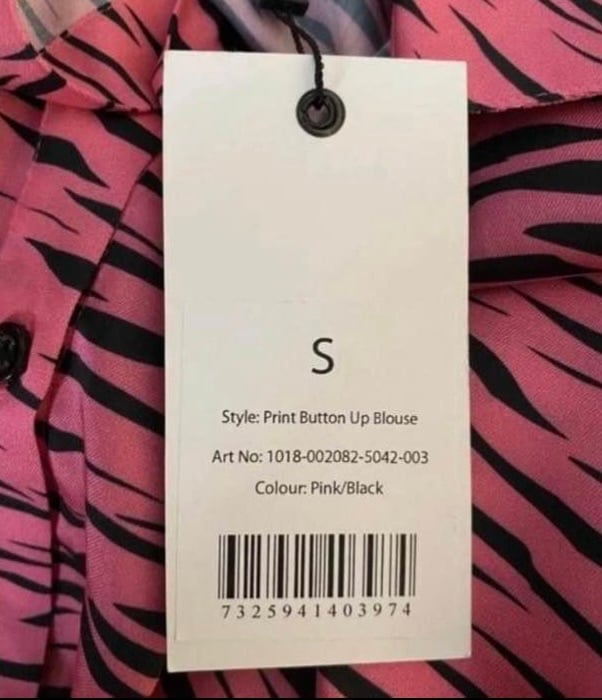 S
Style: Print Button Up Blouse
Art No: 1018-002082-5042-003
Colour: Pink/Black
7325941403974